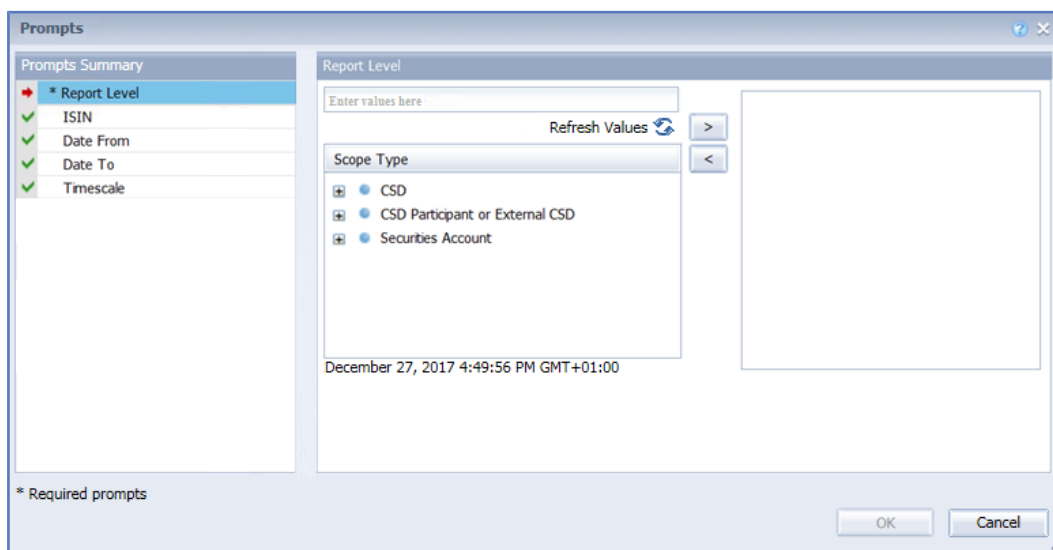 Prompts
Prompts Summary
* Report Level
ISIN
Date From
Date To
Timescale
Report Level
Enter values here
Refresh Values
>
<
Scope Type
CSD
CSD Participant or External CSD
Securities Account
December 27, 2017 4:49:56 PM GMT+01:00
* Required prompts
OK
Cancel